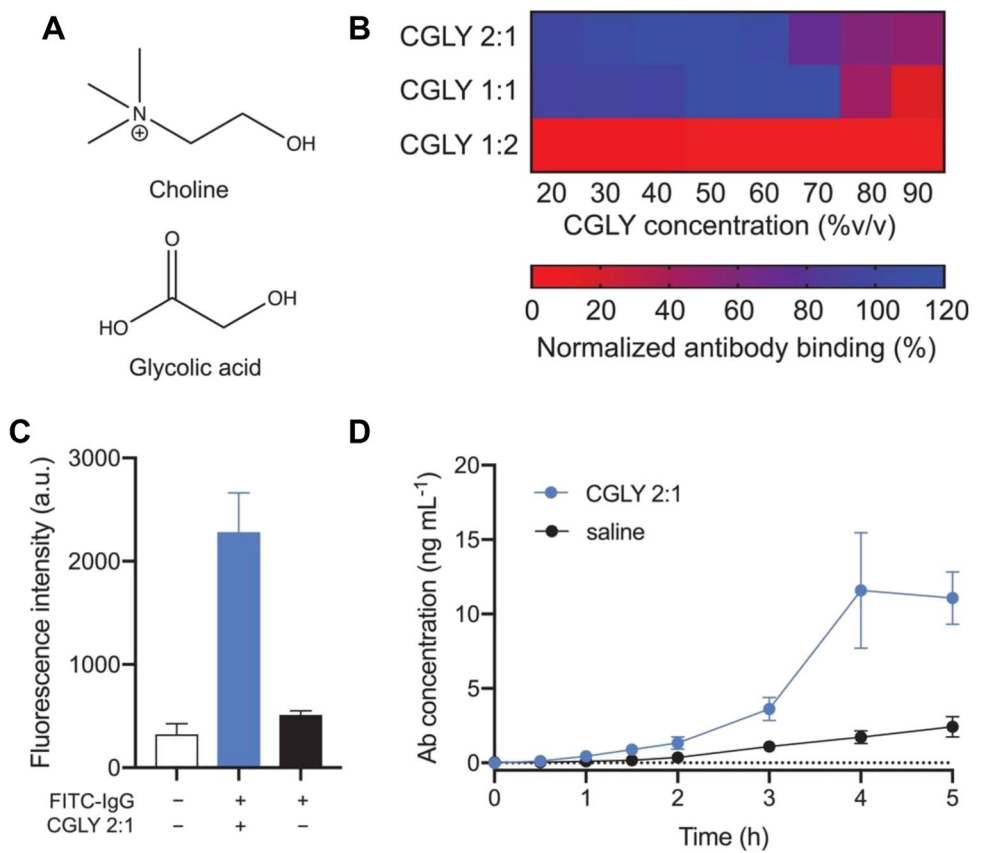 A
N
⊕
OH
Choline
O
HO
OH
Glycolic acid
B
CGLY 2:1
CGLY 1:1
CGLY 1:2
20 30 40 50 60 70 80 90
CGLY concentration (%v/v)
0 20 40 60 80 100 120
Normalized antibody binding (%)
C
Fluorescence intensity (a.u.)
3000
2000
1000
0
FITC-IgG − + +
CGLY 2:1 − + −
D
Ab concentration (ng mL⁻¹)
20
15
10
5
0
CGLY 2:1
saline
0 1 2 3 4 5
Time (h)